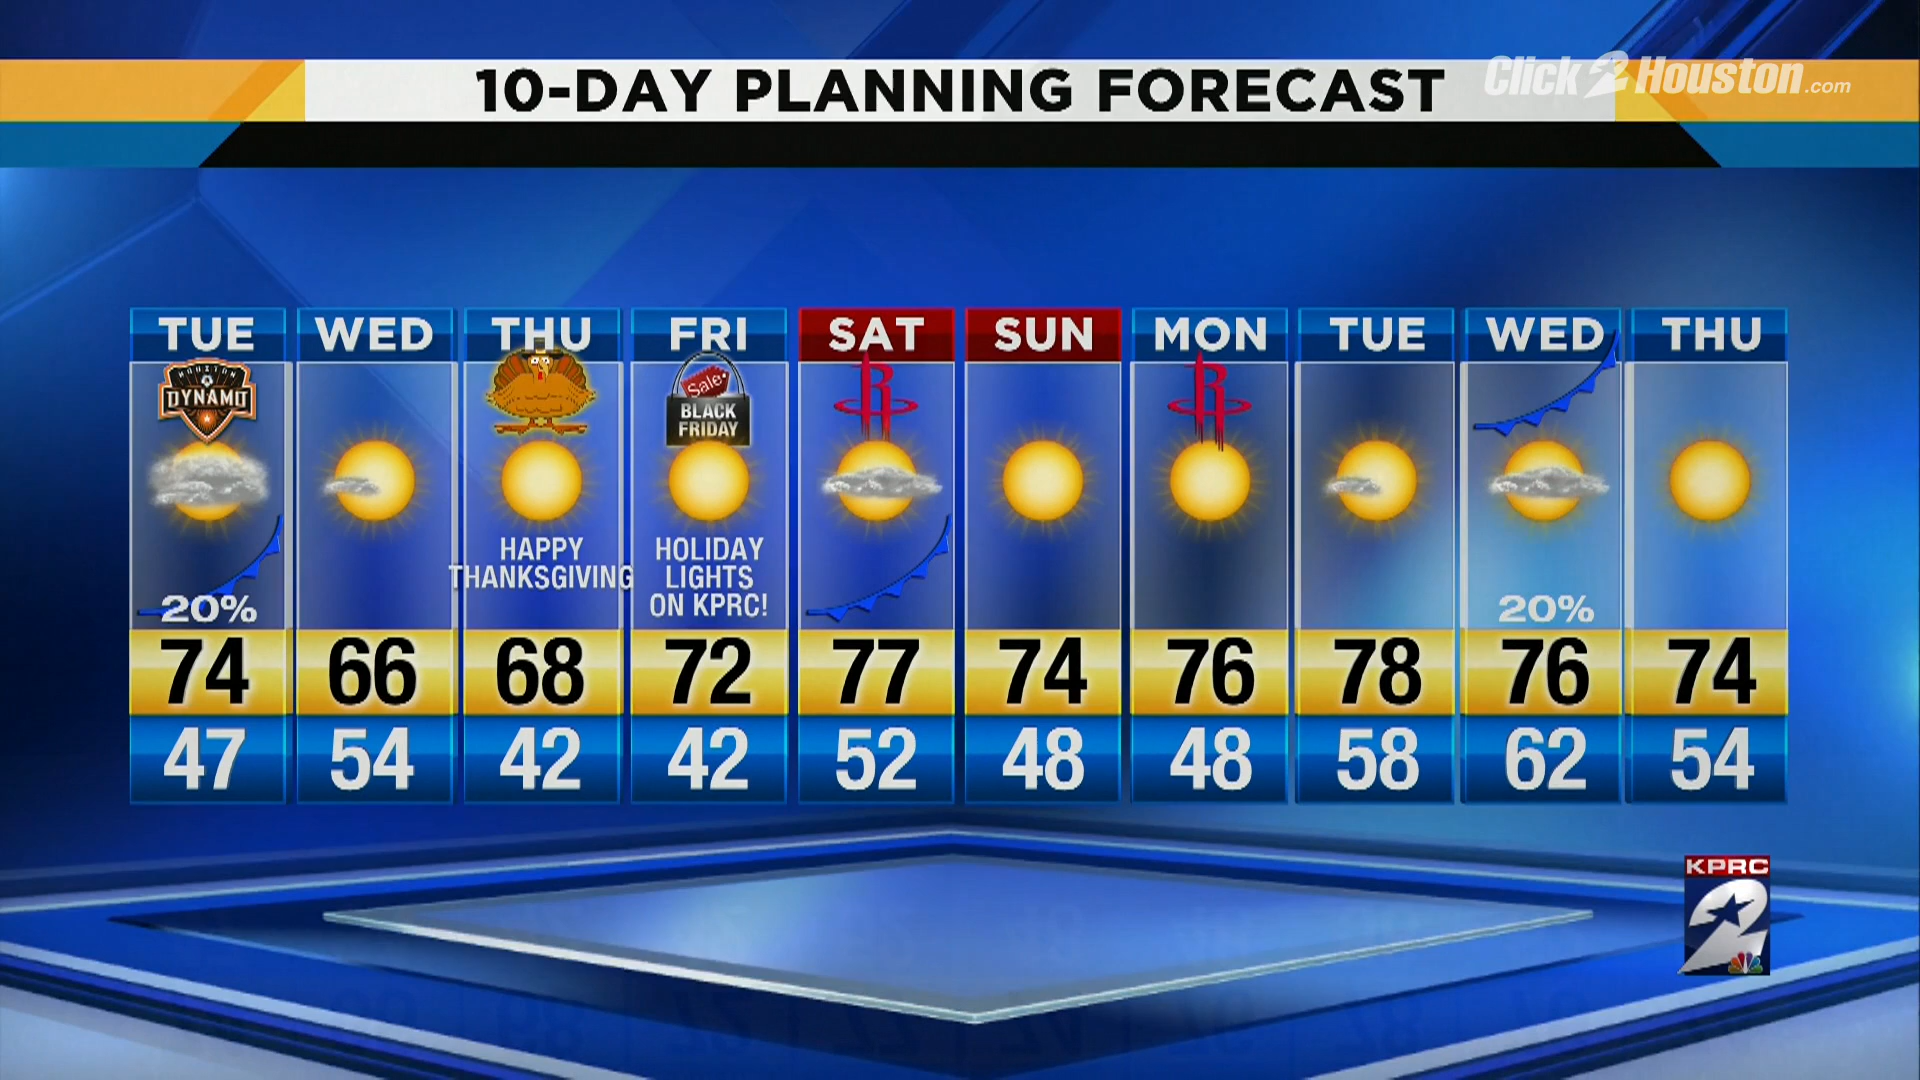 10-DAY PLANNING FORECAST
Click2Houston.com
TUE WED THU FRI SAT SUN MON TUE WED THU
HOUSTON
DYNAMO
Sale
BLACK
FRIDAY
R
R
HAPPY
THANKSGIVING
HOLIDAY
LIGHTS
ON KPRC!
20% 20%
74 66 68 72 77 74 76 78 76 74
47 54 42 42 52 48 48 58 62 54
KPRC
2